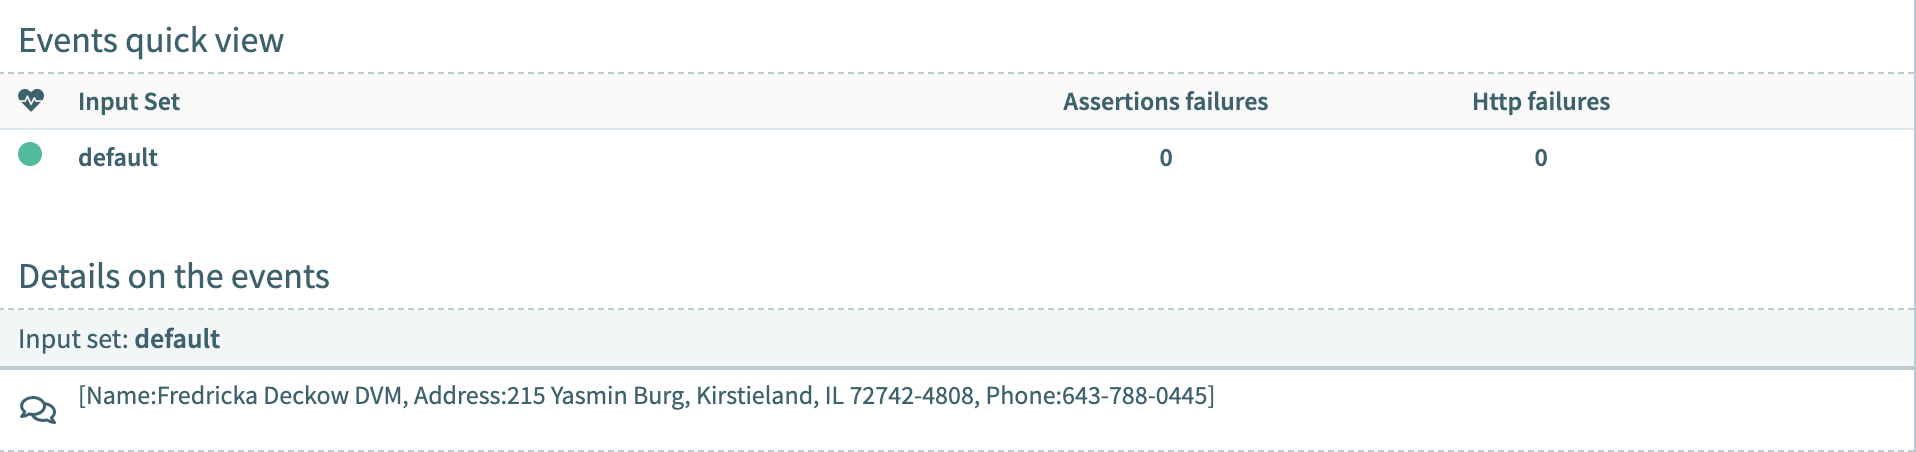 Events quick view
Input Set Assertions failures Http failures
default 0 0
Details on the events
Input set: default
[Name:Fredricka Deckow DVM, Address:215 Yasmin Burg, Kirstieland, IL 72742-4808, Phone:643-788-0445]